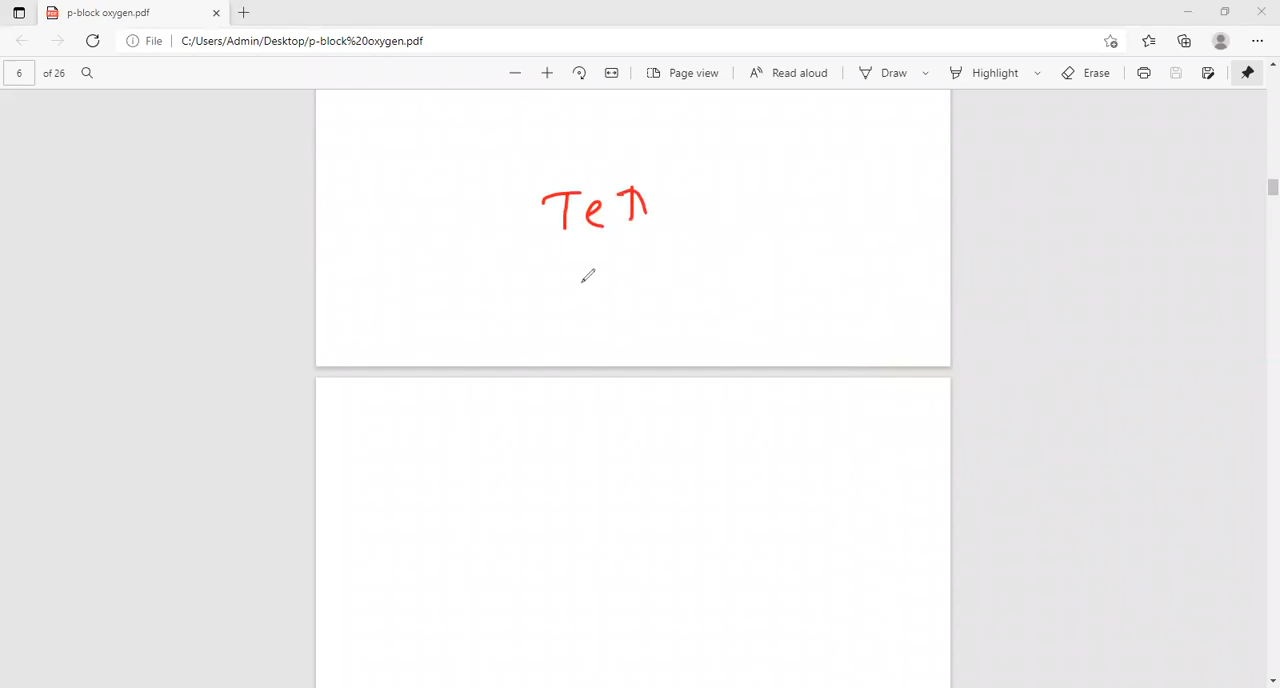 p-block oxygen.pdf
File C:/Users/Admin/Desktop/p-block%20oxygen.pdf
6 of 26 Page view Read aloud Draw Highlight Erase
Te ↑